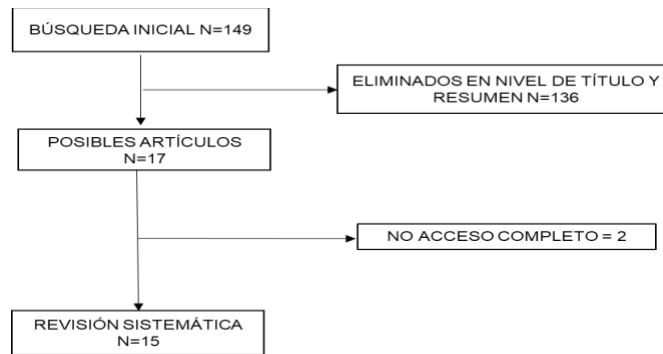 BÚSQUEDA INICIAL N=149
ELIMINADOS EN NIVEL DE TÍTULO Y
RESUMEN N=136
POSIBLES ARTÍCULOS
N=17
NO ACCESO COMPLETO = 2
REVISIÓN SISTEMÁTICA
N=15